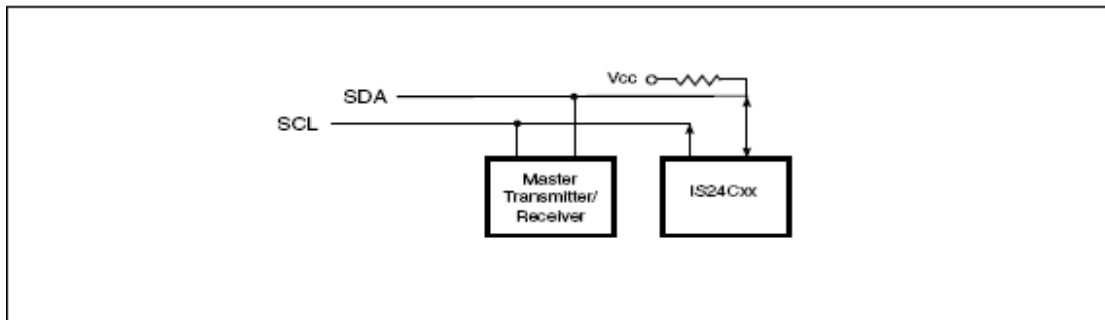 Vcc
SDA
SCL
Master
Transmitter/
Receiver
IS24Cxx